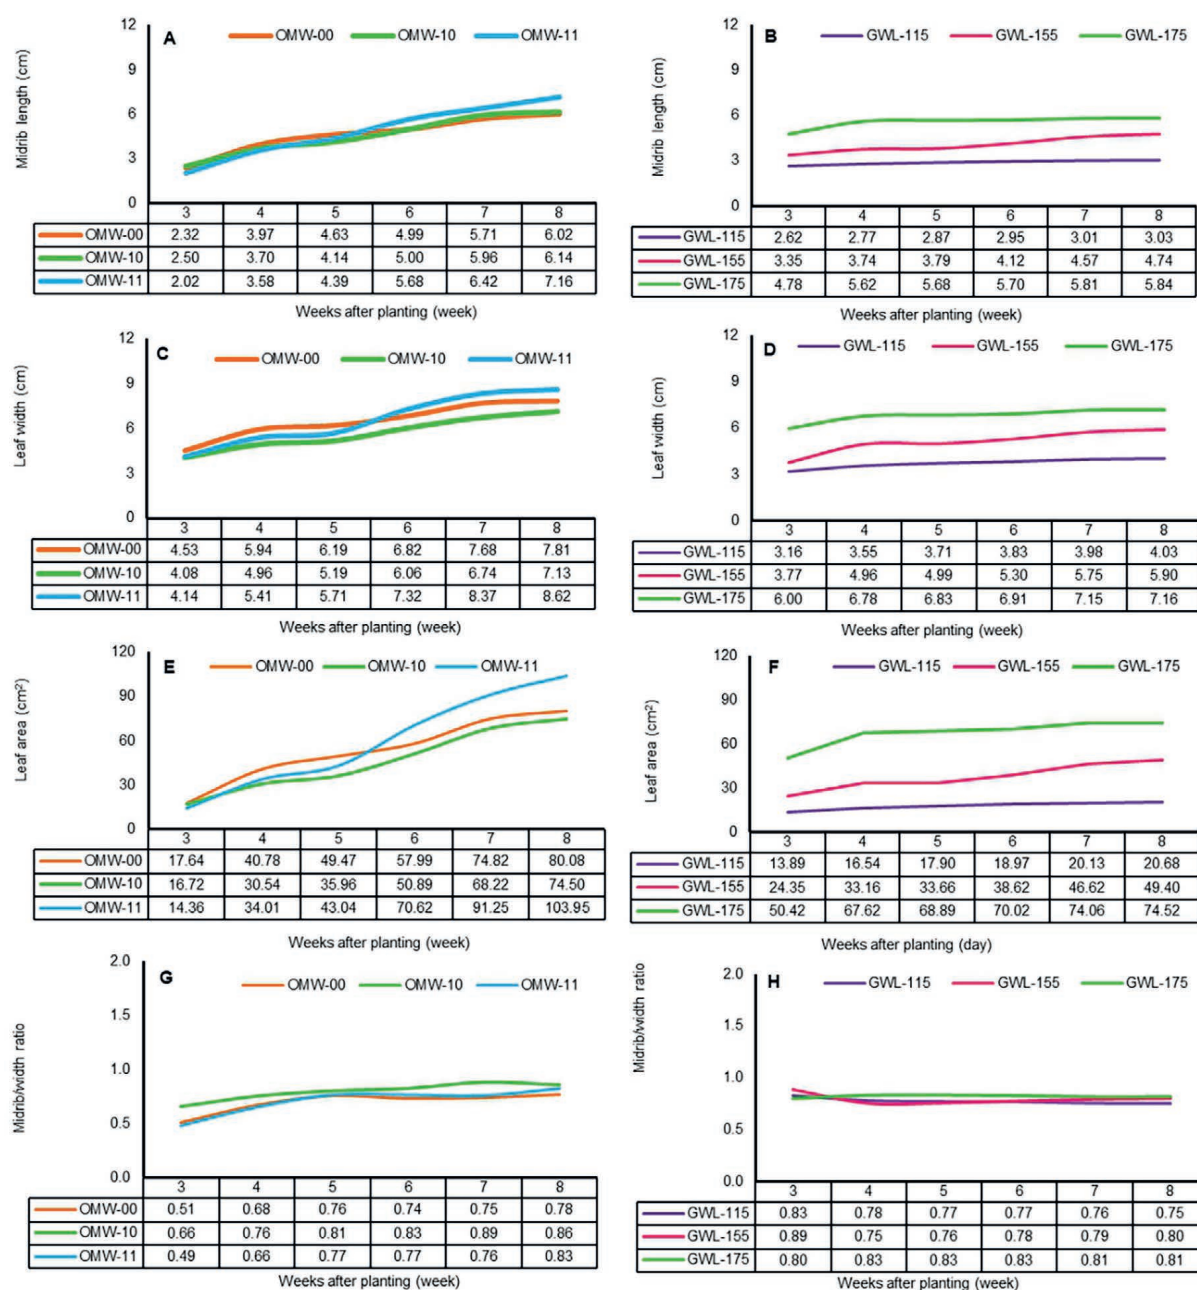 A OMW-00 OMW-10 OMW-11
Midrib length (cm)
12
9
6
3
0
3 4 5 6 7 8
OMW-00 2.32 3.97 4.63 4.99 5.71 6.02
OMW-10 2.50 3.70 4.14 5.00 5.96 6.14
OMW-11 2.02 3.58 4.39 5.68 6.42 7.16
Weeks after planting (week)
B GWL-115 GWL-155 GWL-175
Midrib length (cm)
12
9
6
3
0
3 4 5 6 7 8
GWL-115 2.62 2.77 2.87 2.95 3.01 3.03
GWL-155 3.35 3.74 3.79 4.12 4.57 4.74
GWL-175 4.78 5.62 5.68 5.70 5.81 5.84
Weeks after planting (week)
C OMW-00 OMW-10 OMW-11
Leaf width (cm)
12
9
6
3
0
3 4 5 6 7 8
OMW-00 4.53 5.94 6.19 6.82 7.68 7.81
OMW-10 4.08 4.96 5.19 6.06 6.74 7.13
OMW-11 4.14 5.41 5.71 7.32 8.37 8.62
Weeks after planting (week)
D GWL-115 GWL-155 GWL-175
Leaf width (cm)
12
9
6
3
0
3 4 5 6 7 8
GWL-115 3.16 3.55 3.71 3.83 3.98 4.03
GWL-155 3.77 4.96 4.99 5.30 5.75 5.90
GWL-175 6.00 6.78 6.83 6.91 7.15 7.16
Weeks after planting (week)
E OMW-00 OMW-10 OMW-11
Leaf area (cm²)
120
90
60
30
0
3 4 5 6 7 8
OMW-00 17.64 40.78 49.47 57.99 74.82 80.08
OMW-10 16.72 30.54 35.96 50.89 68.22 74.50
OMW-11 14.36 34.01 43.04 70.62 91.25 103.95
Weeks after planting (week)
F GWL-115 GWL-155 GWL-175
Leaf area (cm²)
120
90
60
30
0
3 4 5 6 7 8
GWL-115 13.89 16.54 17.90 18.97 20.13 20.68
GWL-155 24.35 33.16 33.66 38.62 46.62 49.40
GWL-175 50.42 67.62 68.89 70.02 74.06 74.52
Weeks after planting (day)
G OMW-00 OMW-10 OMW-11
Midrib/width ratio
2.0
1.5
1.0
0.5
0.0
3 4 5 6 7 8
OMW-00 0.51 0.68 0.76 0.74 0.75 0.78
OMW-10 0.66 0.76 0.81 0.83 0.89 0.86
OMW-11 0.49 0.66 0.77 0.77 0.76 0.83
Weeks after planting (week)
H GWL-115 GWL-155 GWL-175
Midrib/width ratio
2.0
1.5
1.0
0.5
0.0
3 4 5 6 7 8
GWL-115 0.83 0.78 0.77 0.77 0.76 0.75
GWL-155 0.89 0.75 0.76 0.78 0.79 0.80
GWL-175 0.80 0.83 0.83 0.83 0.81 0.81
Weeks after planting (week)